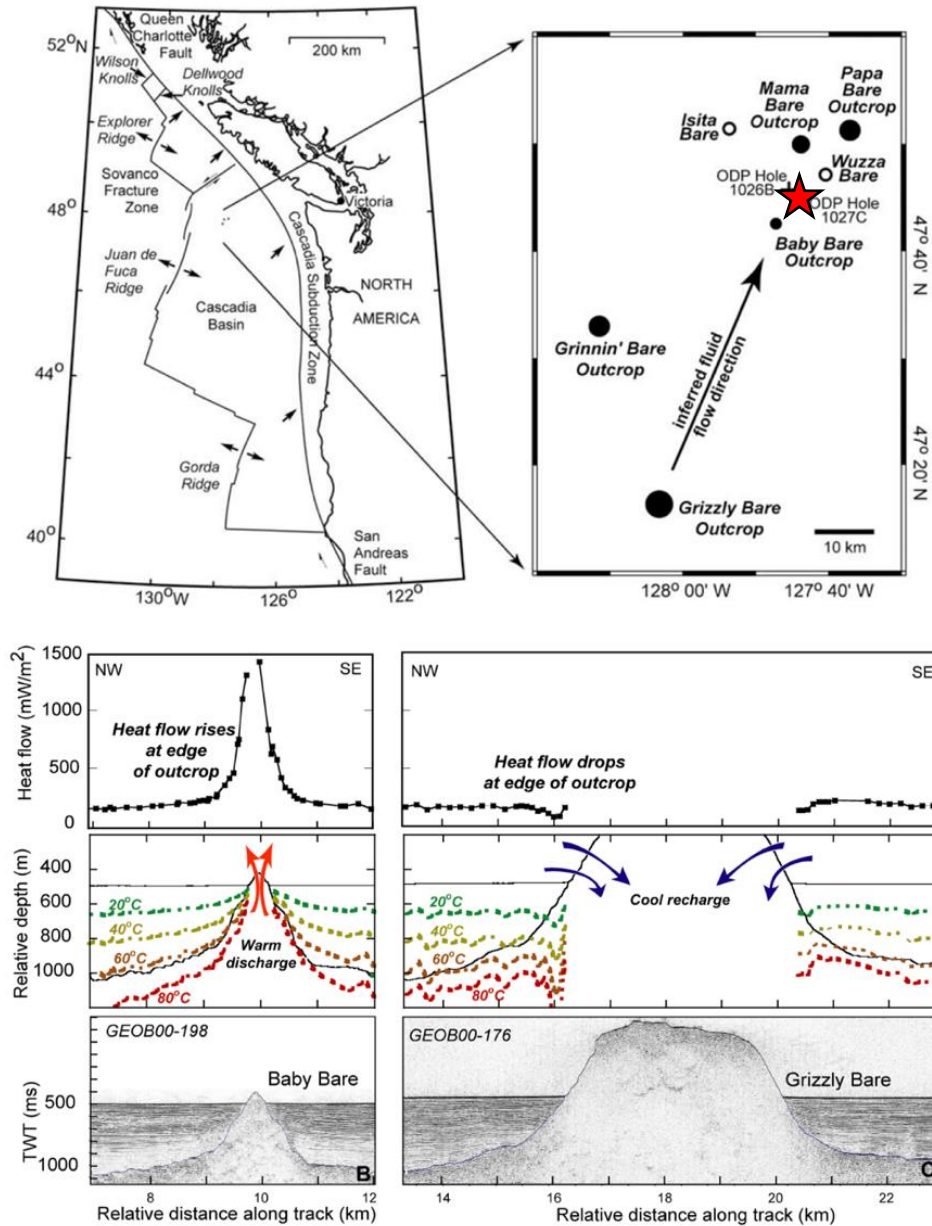 52°N
48°
44°
40°
130°W
126°
122°
Queen
Charlotte
Fault
200 km
Wilson
Knolls
Dellwood
Knolls
Explorer
Ridge
Sovanco
Fracture
Zone
Victoria
Juan de
Fuca
Ridge
Cascadia
Basin
Cascadia Subduction Zone
NORTH
AMERICA
Gorda
Ridge
San
Andreas
Fault
Papa
Bare
Outcrop
Mama
Bare
Outcrop
Isita
Bare
Wuzza
Bare
ODP Hole
1026B
ODP Hole
1027C
Baby Bare
Outcrop
47° 40' N
Grinnin' Bare
Outcrop
inferred fluid
flow direction
47° 20'
Grizzly Bare
Outcrop
10 km
128° 00' W
127° 40'
Heat flow (mW/m²)
1500
1000
500
0
NW
SE
Heat flow rises
at edge
of outcrop
NW
SE
Heat flow drops
at edge of outcrop
Relative depth (m)
400
600
800
1000
20°C
40°C
60°C
80°C
Warm
discharge
20°C
40°C
60°C
80°C
Cool recharge
TWT (ms)
500
1000
GEOB00-198
Baby Bare
B
GEOB00-176
Grizzly Bare
C
8
10
12
14
16
18
20
22
Relative distance along track (km)
Relative distance along track (km)